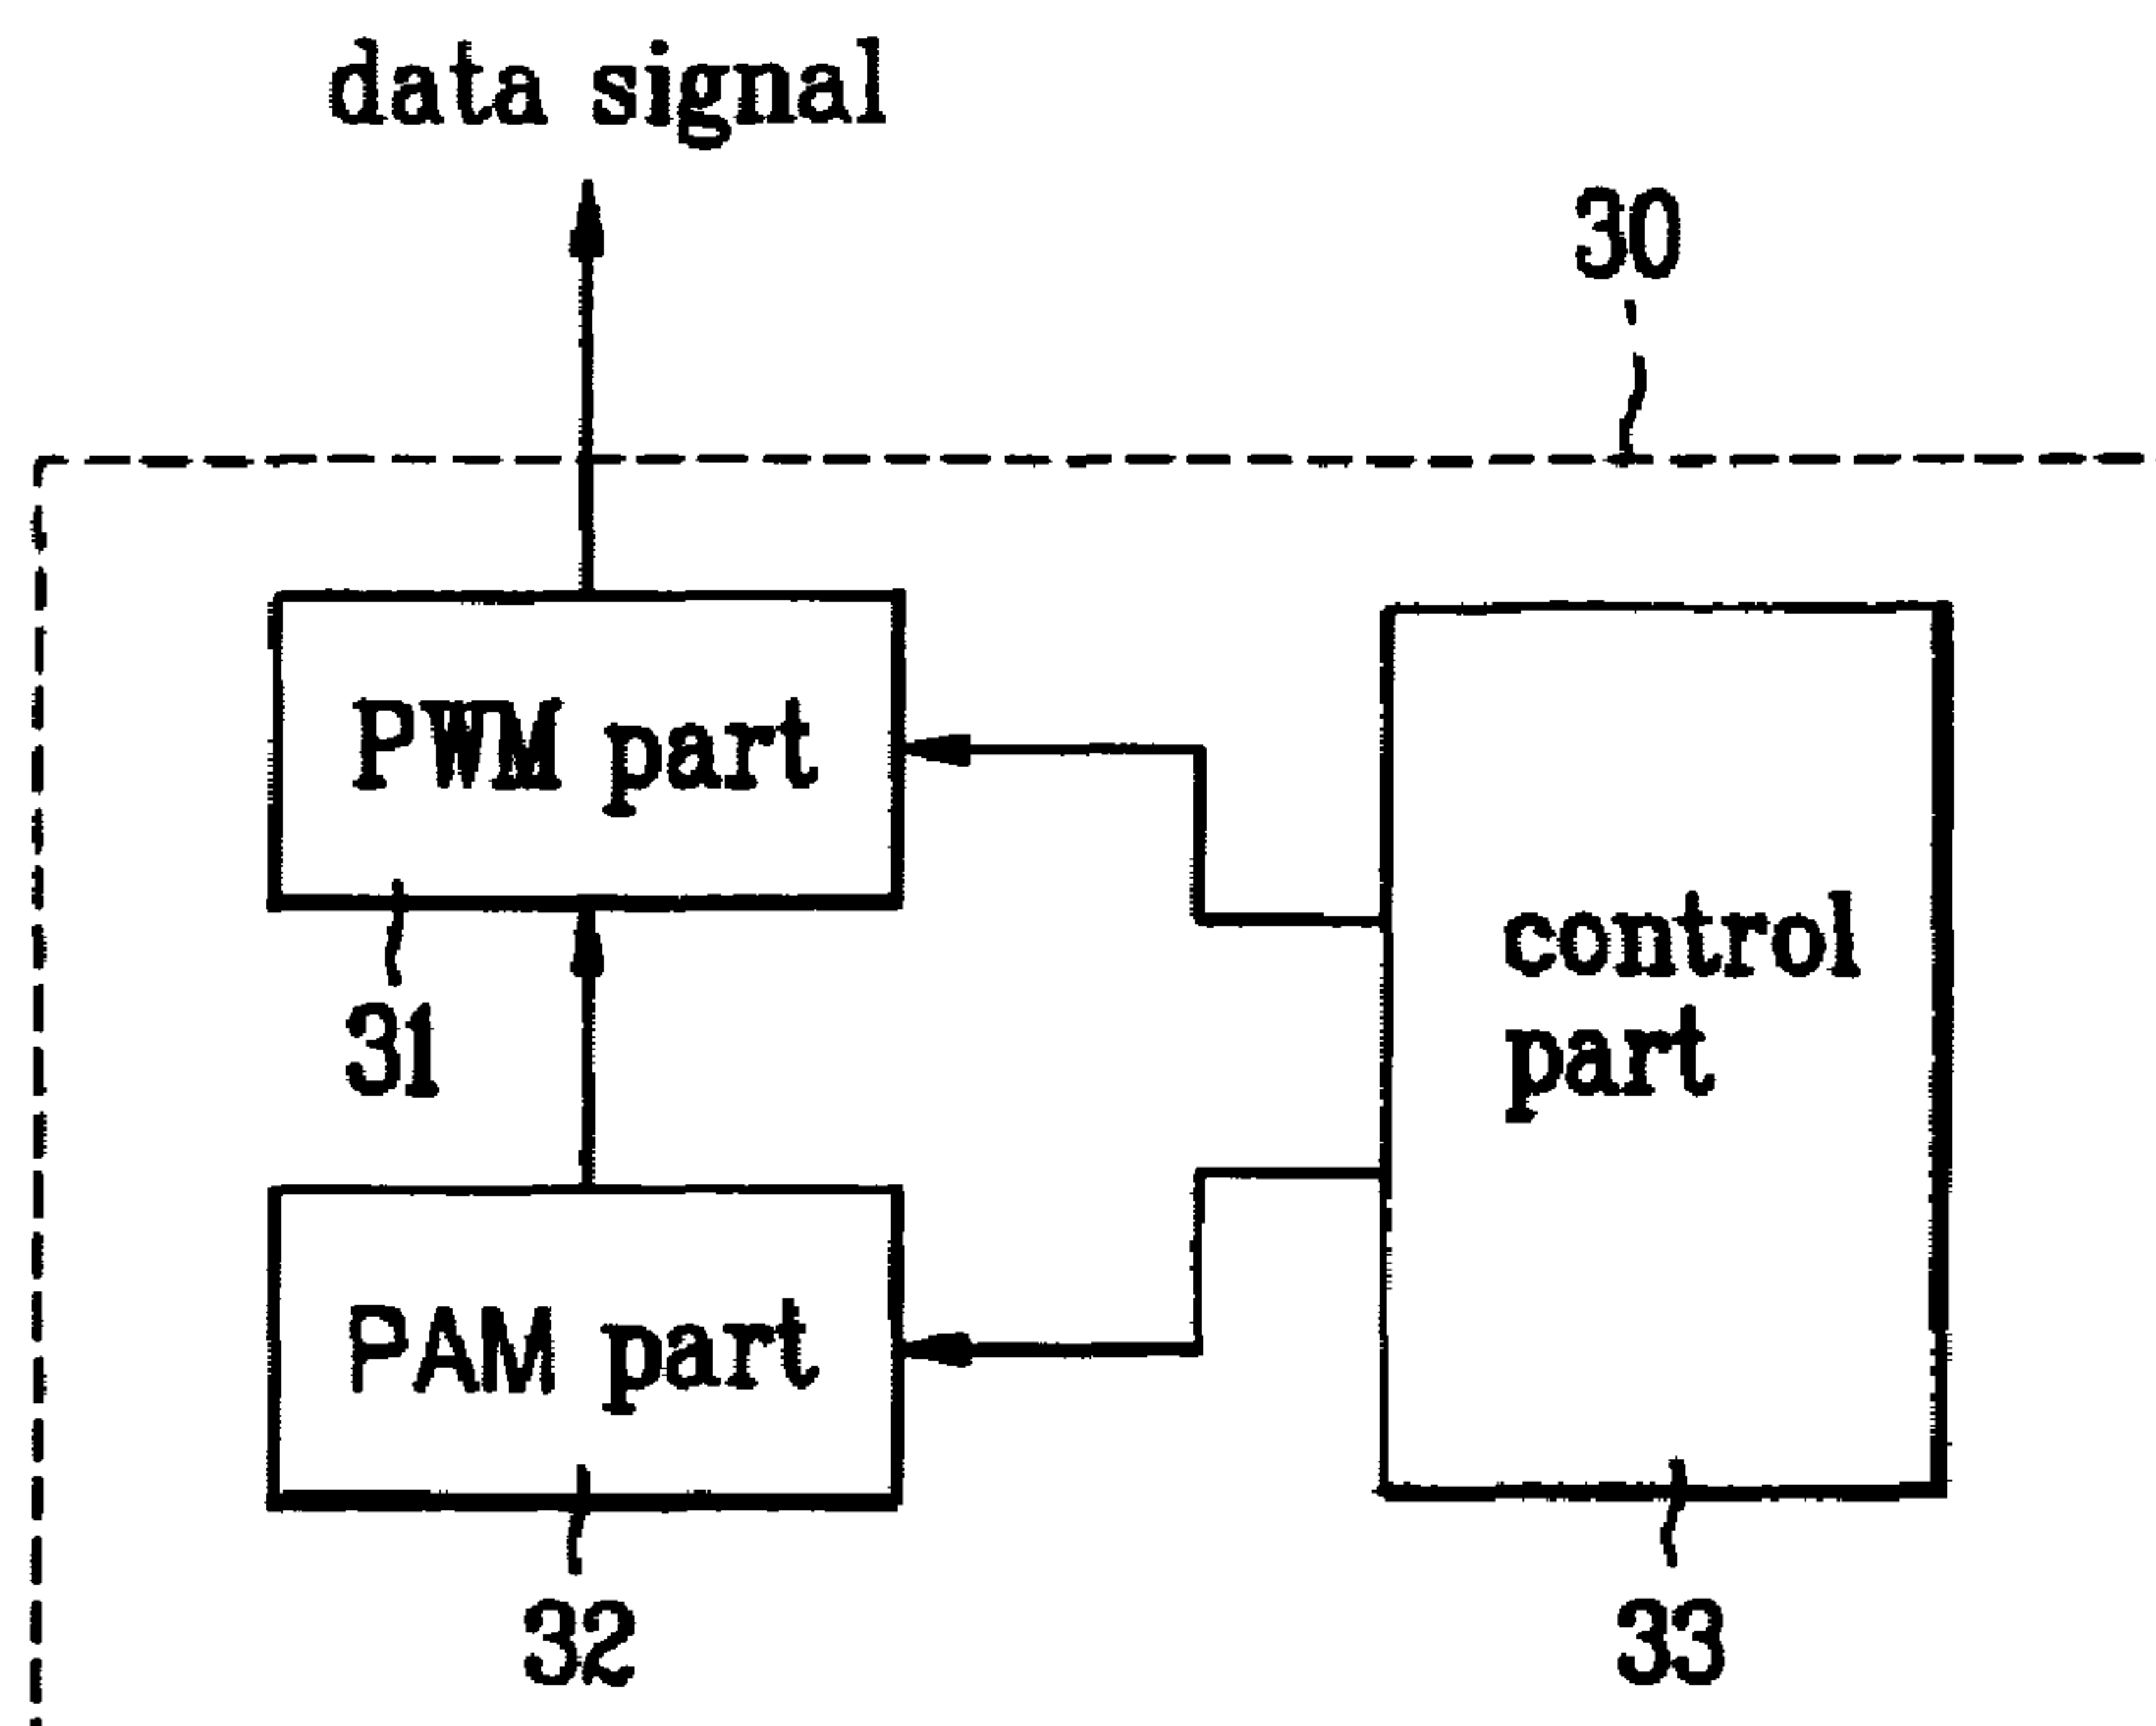 data signal
30
PWM part
31
control
part
PAM part
32
33